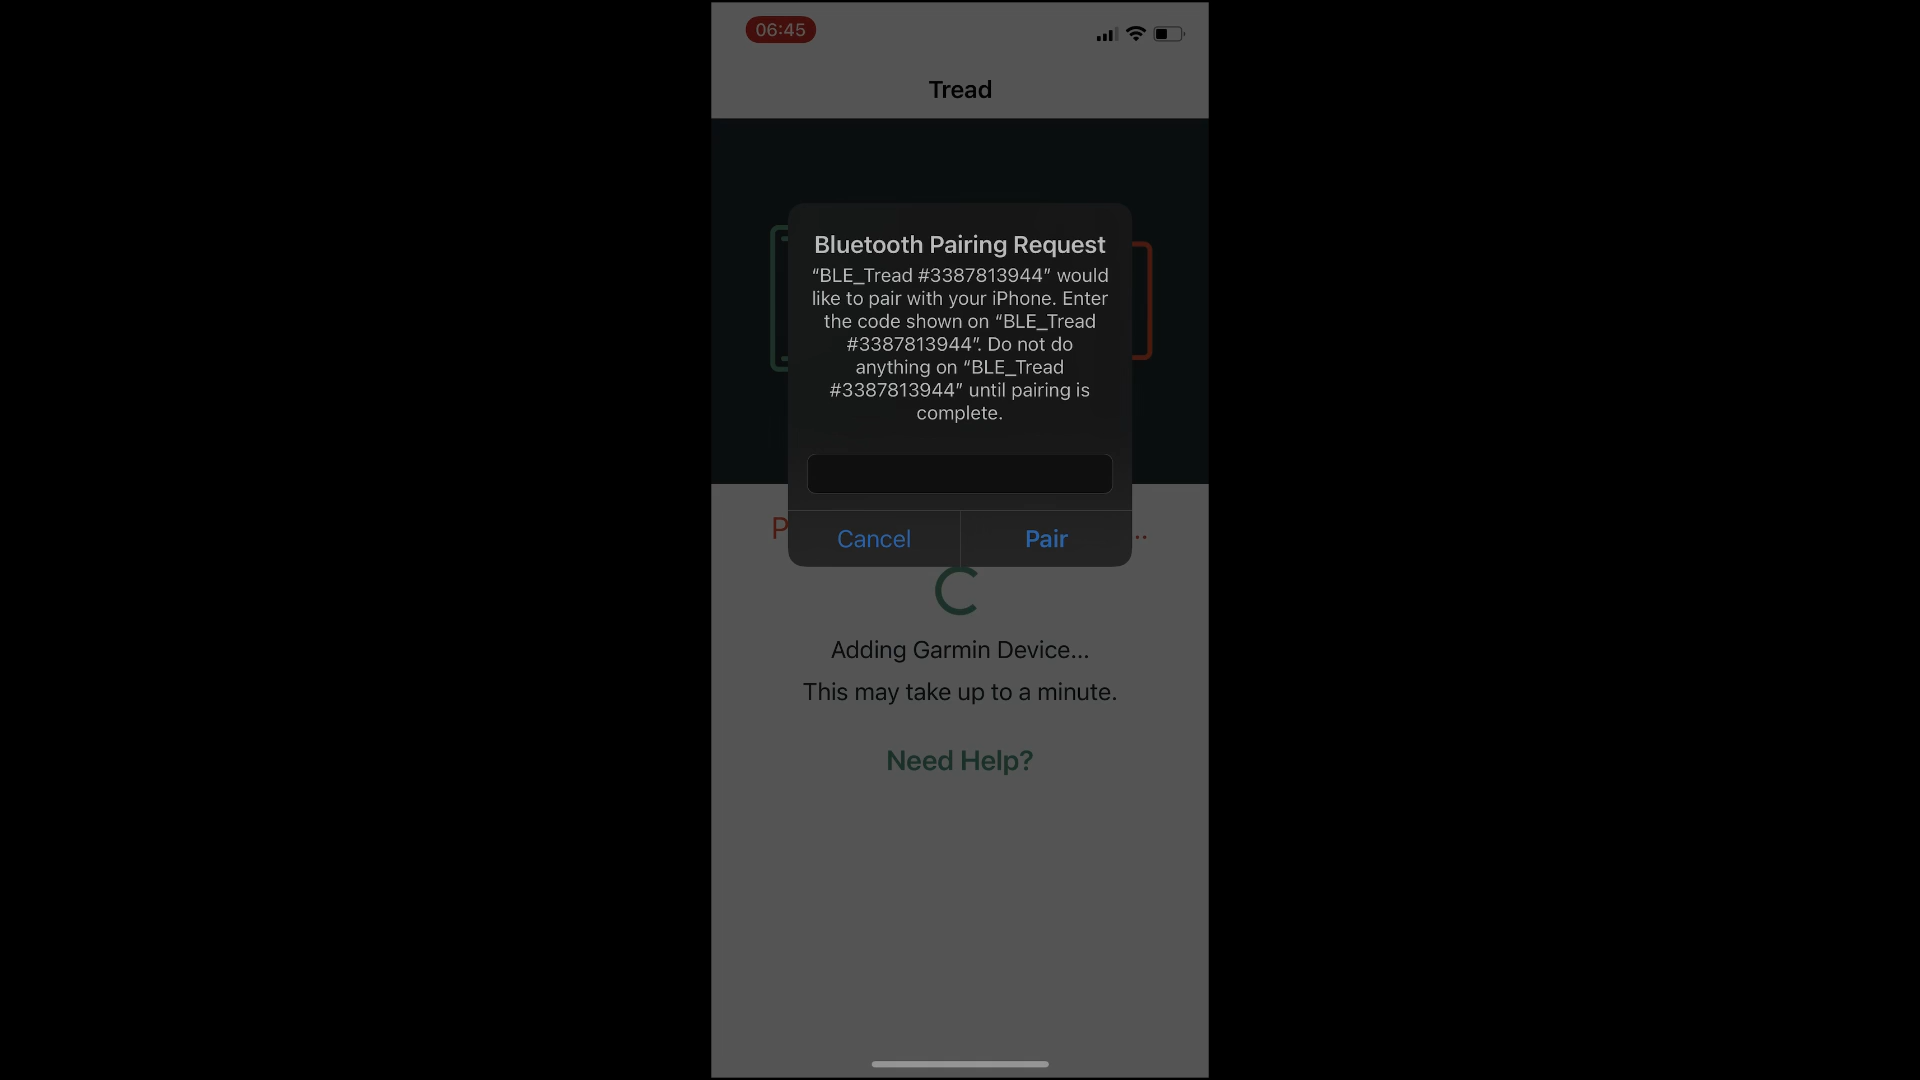 06:45
Tread
Bluetooth Pairing Request
“BLE_Tread #3387813944” would
like to pair with your iPhone. Enter
the code shown on “BLE_Tread
#3387813944”. Do not do
anything on “BLE_Tread
#3387813944” until pairing is
complete.
Cancel
Pair
Adding Garmin Device...
This may take up to a minute.
Need Help?